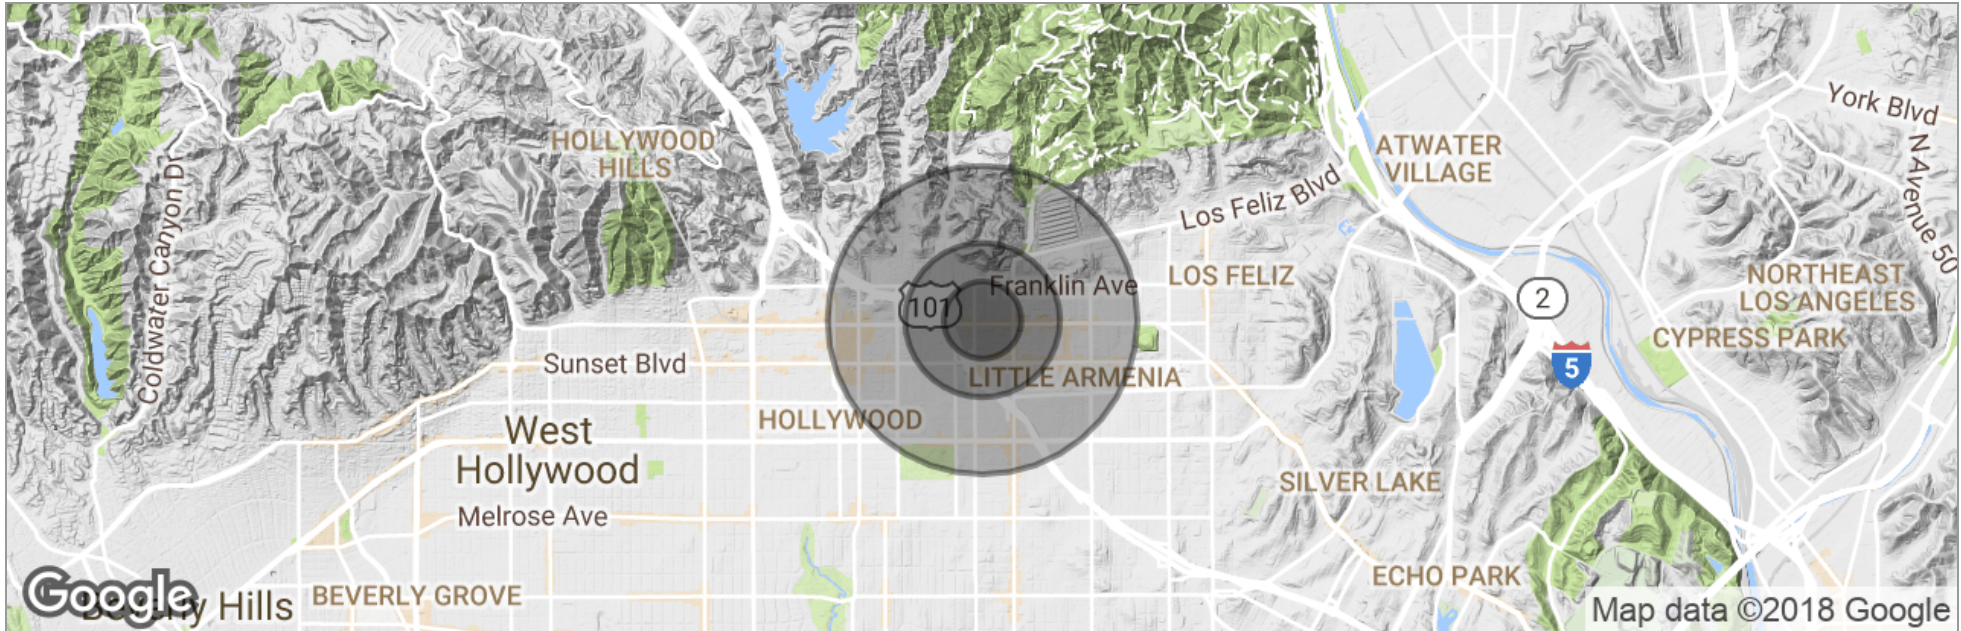 York Blvd
HOLLYWOOD
HILLS
ATWATER
VILLAGE
N Avenue 50
Coldwater Canyon Dr
Los Feliz Blvd
LOS FELIZ
Franklin Ave
101
2
NORTHEAST
LOS ANGELES
CYPRESS PARK
5
Sunset Blvd
LITTLE ARMENIA
HOLLYWOOD
West
Hollywood
SILVER LAKE
Melrose Ave
ECHO PARK
BEVERLY GROVE
Google
Beverly Hills
Map data ©2018 Google